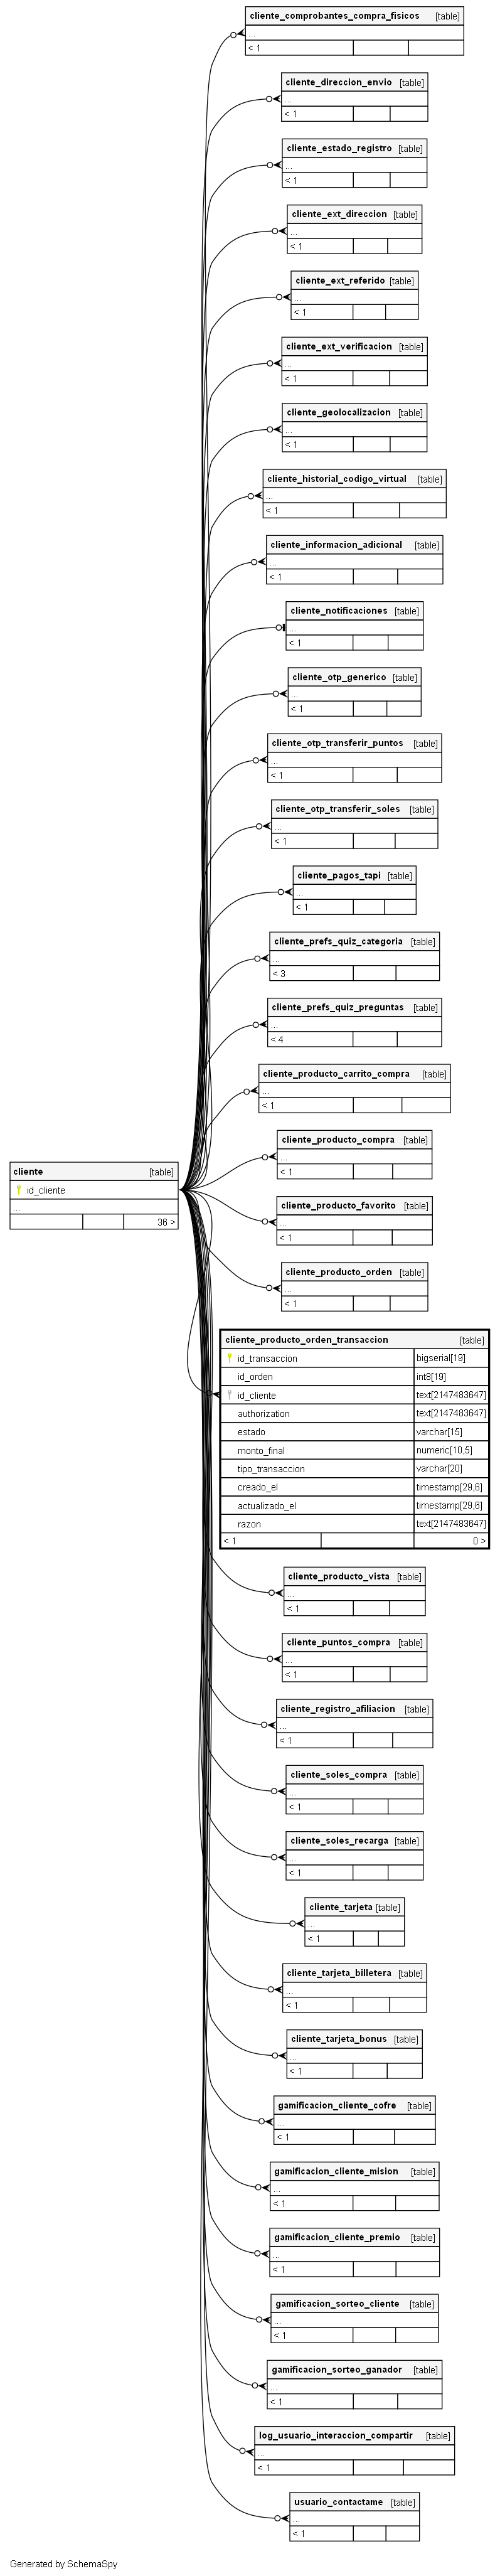 cliente_comprobantes_compra_fisicos [table]
...
< 1
cliente_direccion_envio [table]
...
< 1
cliente_estado_registro [table]
...
< 1
cliente_ext_direccion [table]
...
< 1
cliente_ext_referido [table]
...
< 1
cliente_ext_verificacion [table]
...
< 1
cliente_geolocalizacion [table]
...
< 1
cliente_historial_codigo_virtual [table]
...
< 1
cliente_informacion_adicional [table]
...
< 1
cliente_notificaciones [table]
...
< 1
cliente_otp_generico [table]
...
< 1
cliente_otp_transferir_puntos [table]
...
< 1
cliente_otp_transferir_soles [table]
...
< 1
cliente_pagos_tapi [table]
...
< 1
cliente_prefs_quiz_categoria [table]
...
< 3
cliente_prefs_quiz_preguntas [table]
...
< 4
cliente_producto_carrito_compra [table]
...
< 1
cliente_producto_compra [table]
...
< 1
cliente [table]
id_cliente
...
36 >
cliente_producto_favorito [table]
...
< 1
cliente_producto_orden [table]
...
< 1
cliente_producto_orden_transaccion [table]
id_transaccion bigserial[19]
id_orden int8[19]
id_cliente text[2147483647]
authorization text[2147483647]
estado varchar[15]
monto_final numeric[10,5]
tipo_transaccion varchar[20]
creado_el timestamp[29,6]
actualizado_el timestamp[29,6]
razon text[2147483647]
< 1 0 >
cliente_producto_vista [table]
...
< 1
cliente_puntos_compra [table]
...
< 1
cliente_registro_afiliacion [table]
...
< 1
cliente_soles_compra [table]
...
< 1
cliente_soles_recarga [table]
...
< 1
cliente_tarjeta [table]
...
< 1
cliente_tarjeta_billetera [table]
...
< 1
cliente_tarjeta_bonus [table]
...
< 1
gamificacion_cliente_cofre [table]
...
< 1
gamificacion_cliente_mision [table]
...
< 1
gamificacion_cliente_premio [table]
...
< 1
gamificacion_sorteo_cliente [table]
...
< 1
gamificacion_sorteo_ganador [table]
...
< 1
log_usuario_interaccion_compartir [table]
...
< 1
usuario_contactame [table]
...
< 1
Generated by SchemaSpy